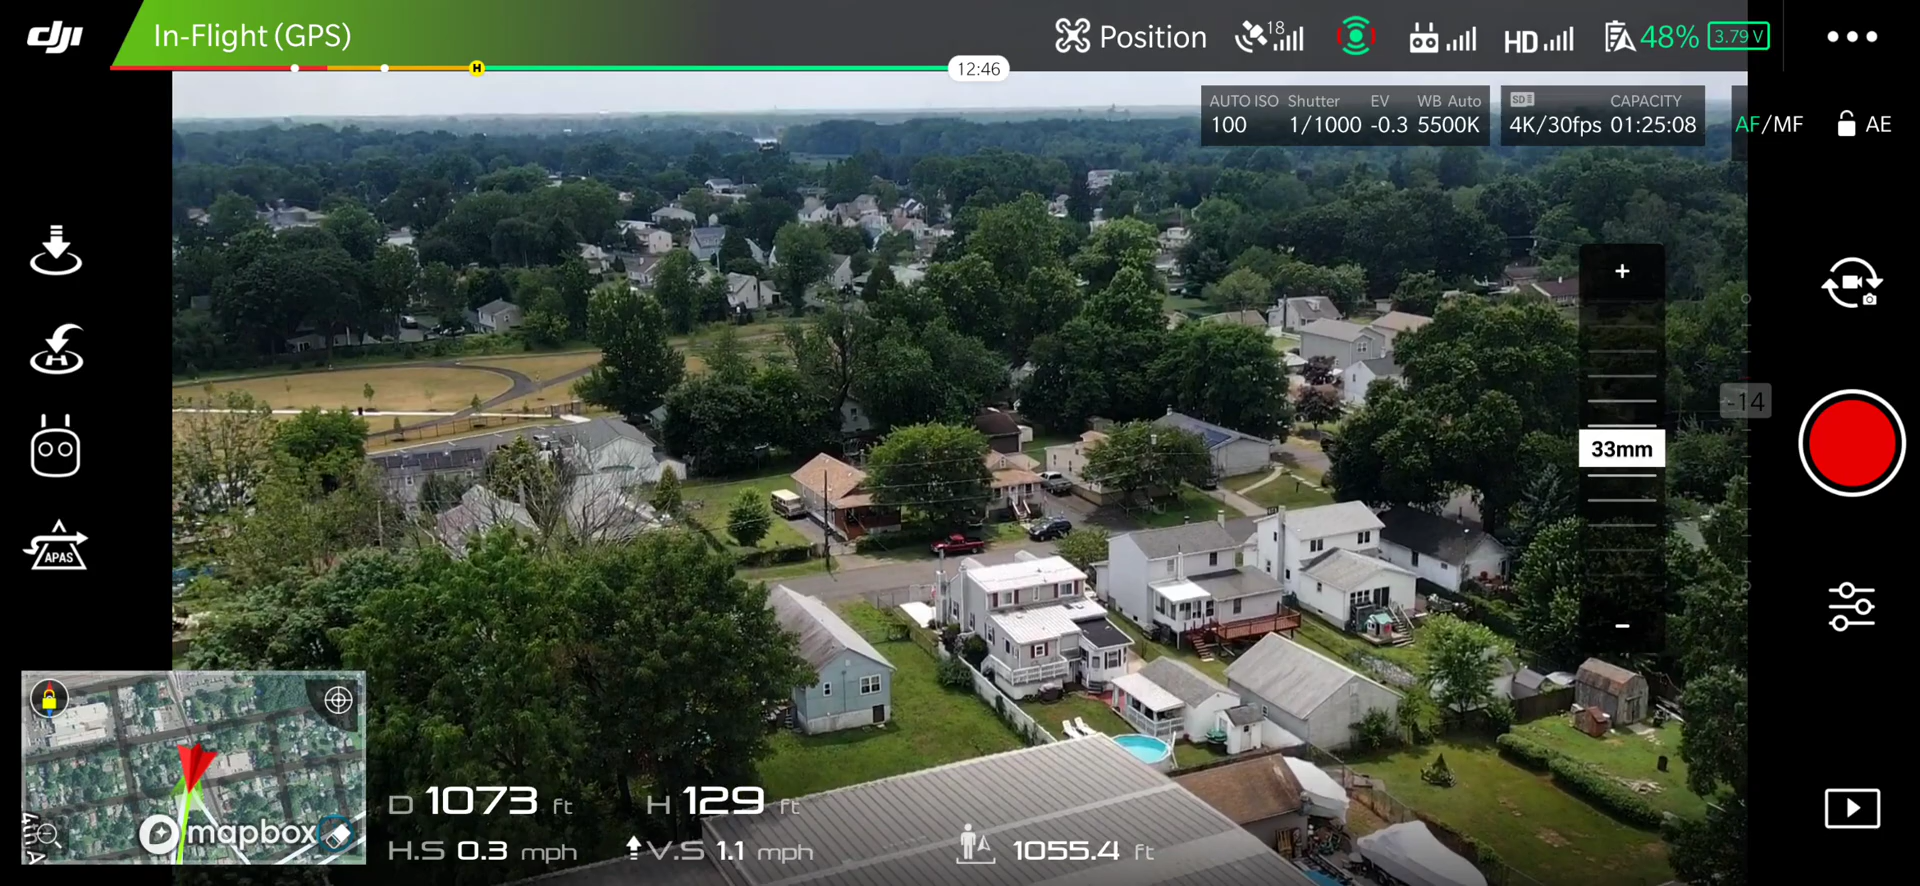 dji
In-Flight (GPS)
Position
18
HD
48%
3.79 V
H
12:46
AUTO ISO Shutter EV WB Auto
100 1/1000 -0.3 5500K
SD CAPACITY
4K/30fps 01:25:08
AF/MF
AE
+
H
-14
33mm
APAS
-
D 1073 ft H 129 ft
mapbox
H.S 0.3 mph V.S 1.1 mph 1055.4 ft